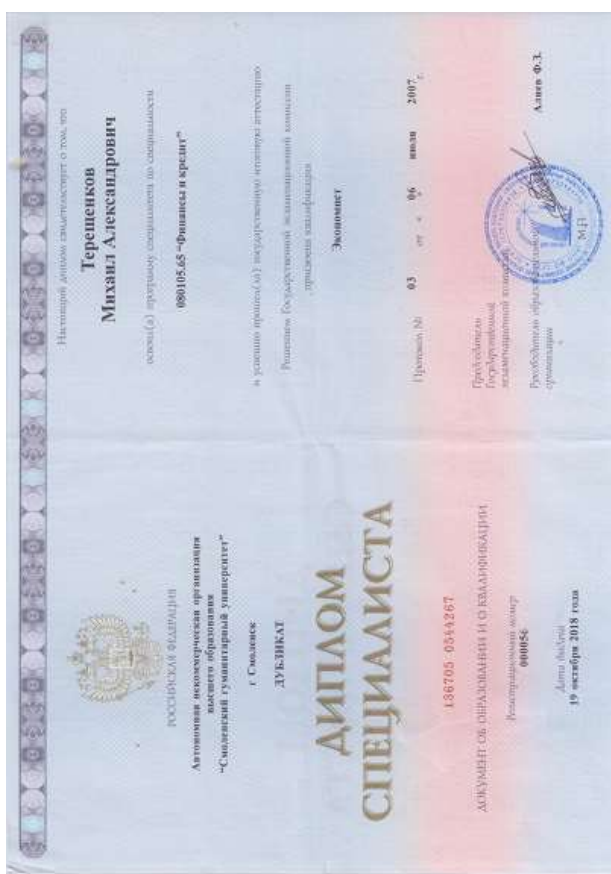 РОССИЙСКАЯ ФЕДЕРАЦИЯ
Автономная некоммерческая организация
высшего образования
"Смоленский гуманитарный университет"
г Смоленск
ДУБЛИКАТ
ДИПЛОМ
СПЕЦИАЛИСТА
136705 0544267
ДОКУМЕНТ ОБ ОБРАЗОВАНИИ И О КВАЛИФИКАЦИИ
Регистрационный номер
000056
Дата выдачи
19 октября 2018 года
Настоящий диплом свидетельствует о том, что
Терещенков
Михаил Александрович
освоил(а) программу специалитета по специальности
080105.65 "Финансы и кредит"
и успешно прошел(ла) государственную итоговую аттестацию
Решением Государственной экзаменационной комиссии
присвоена квалификация
Экономист
Протокол № 03 от « 06 » июля 2007 г.
Председатель
Государственной
экзаменационной комиссии
Руководитель образовательной
организации
Алиев Ф.З.
М.П.